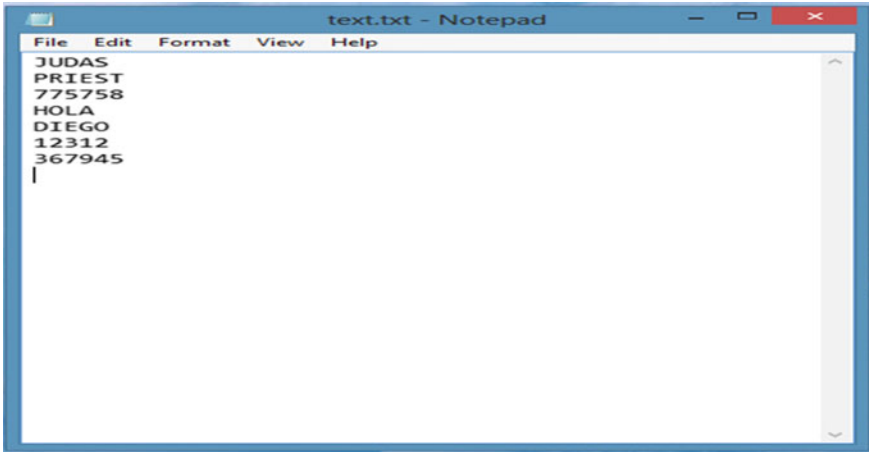 text.txt - Notepad
File Edit Format View Help
JUDAS
PRIEST
775758
HOLA
DIEGO
12312
367945